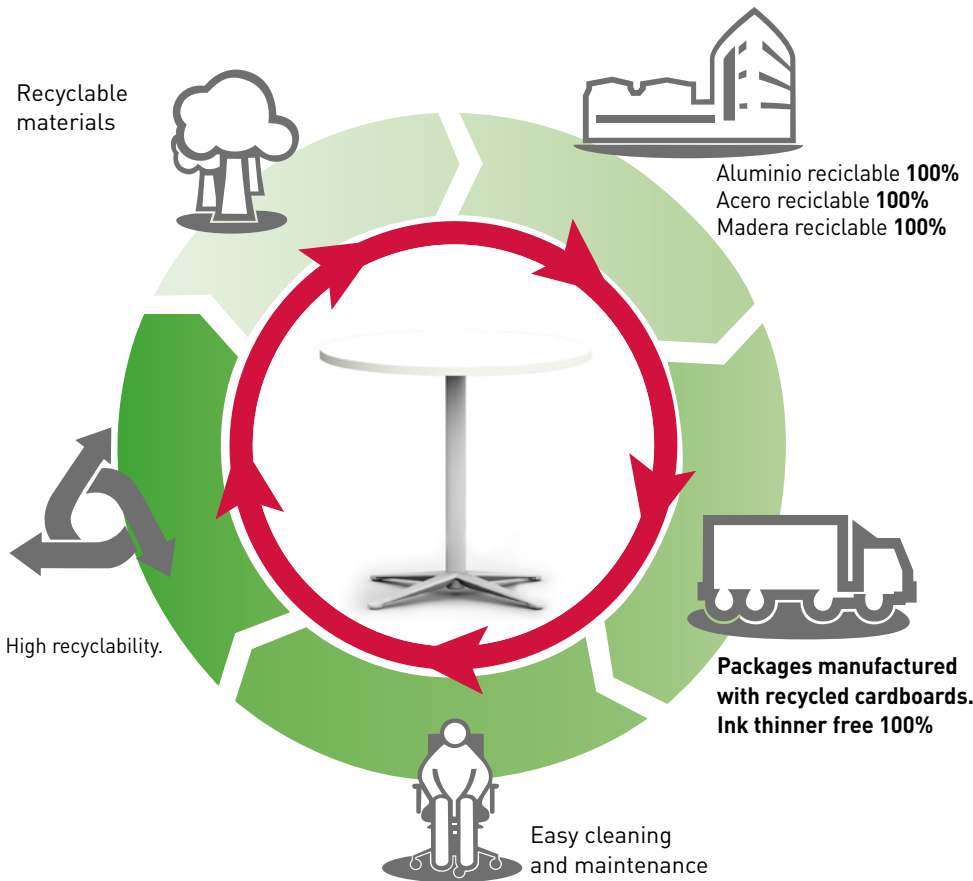 Recyclable
materials
Aluminio reciclable 100%
Acero reciclable 100%
Madera reciclable 100%
Packages manufactured
with recycled cardboards.
Ink thinner free 100%
Easy cleaning
and maintenance
High recyclability.